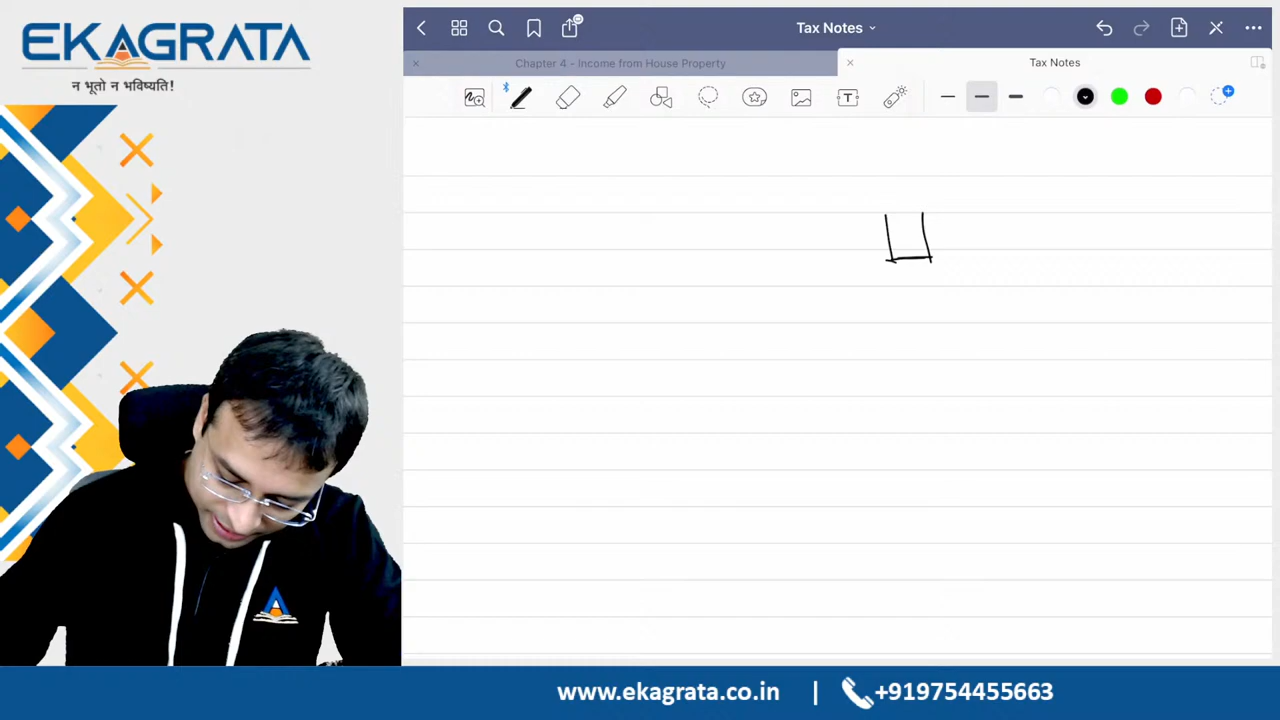 EKAGRATA
न भूतो न भविष्यति!
Tax Notes
Chapter 4 - Income from House Property
Tax Notes
T
www.ekagrata.co.in | +919754455663